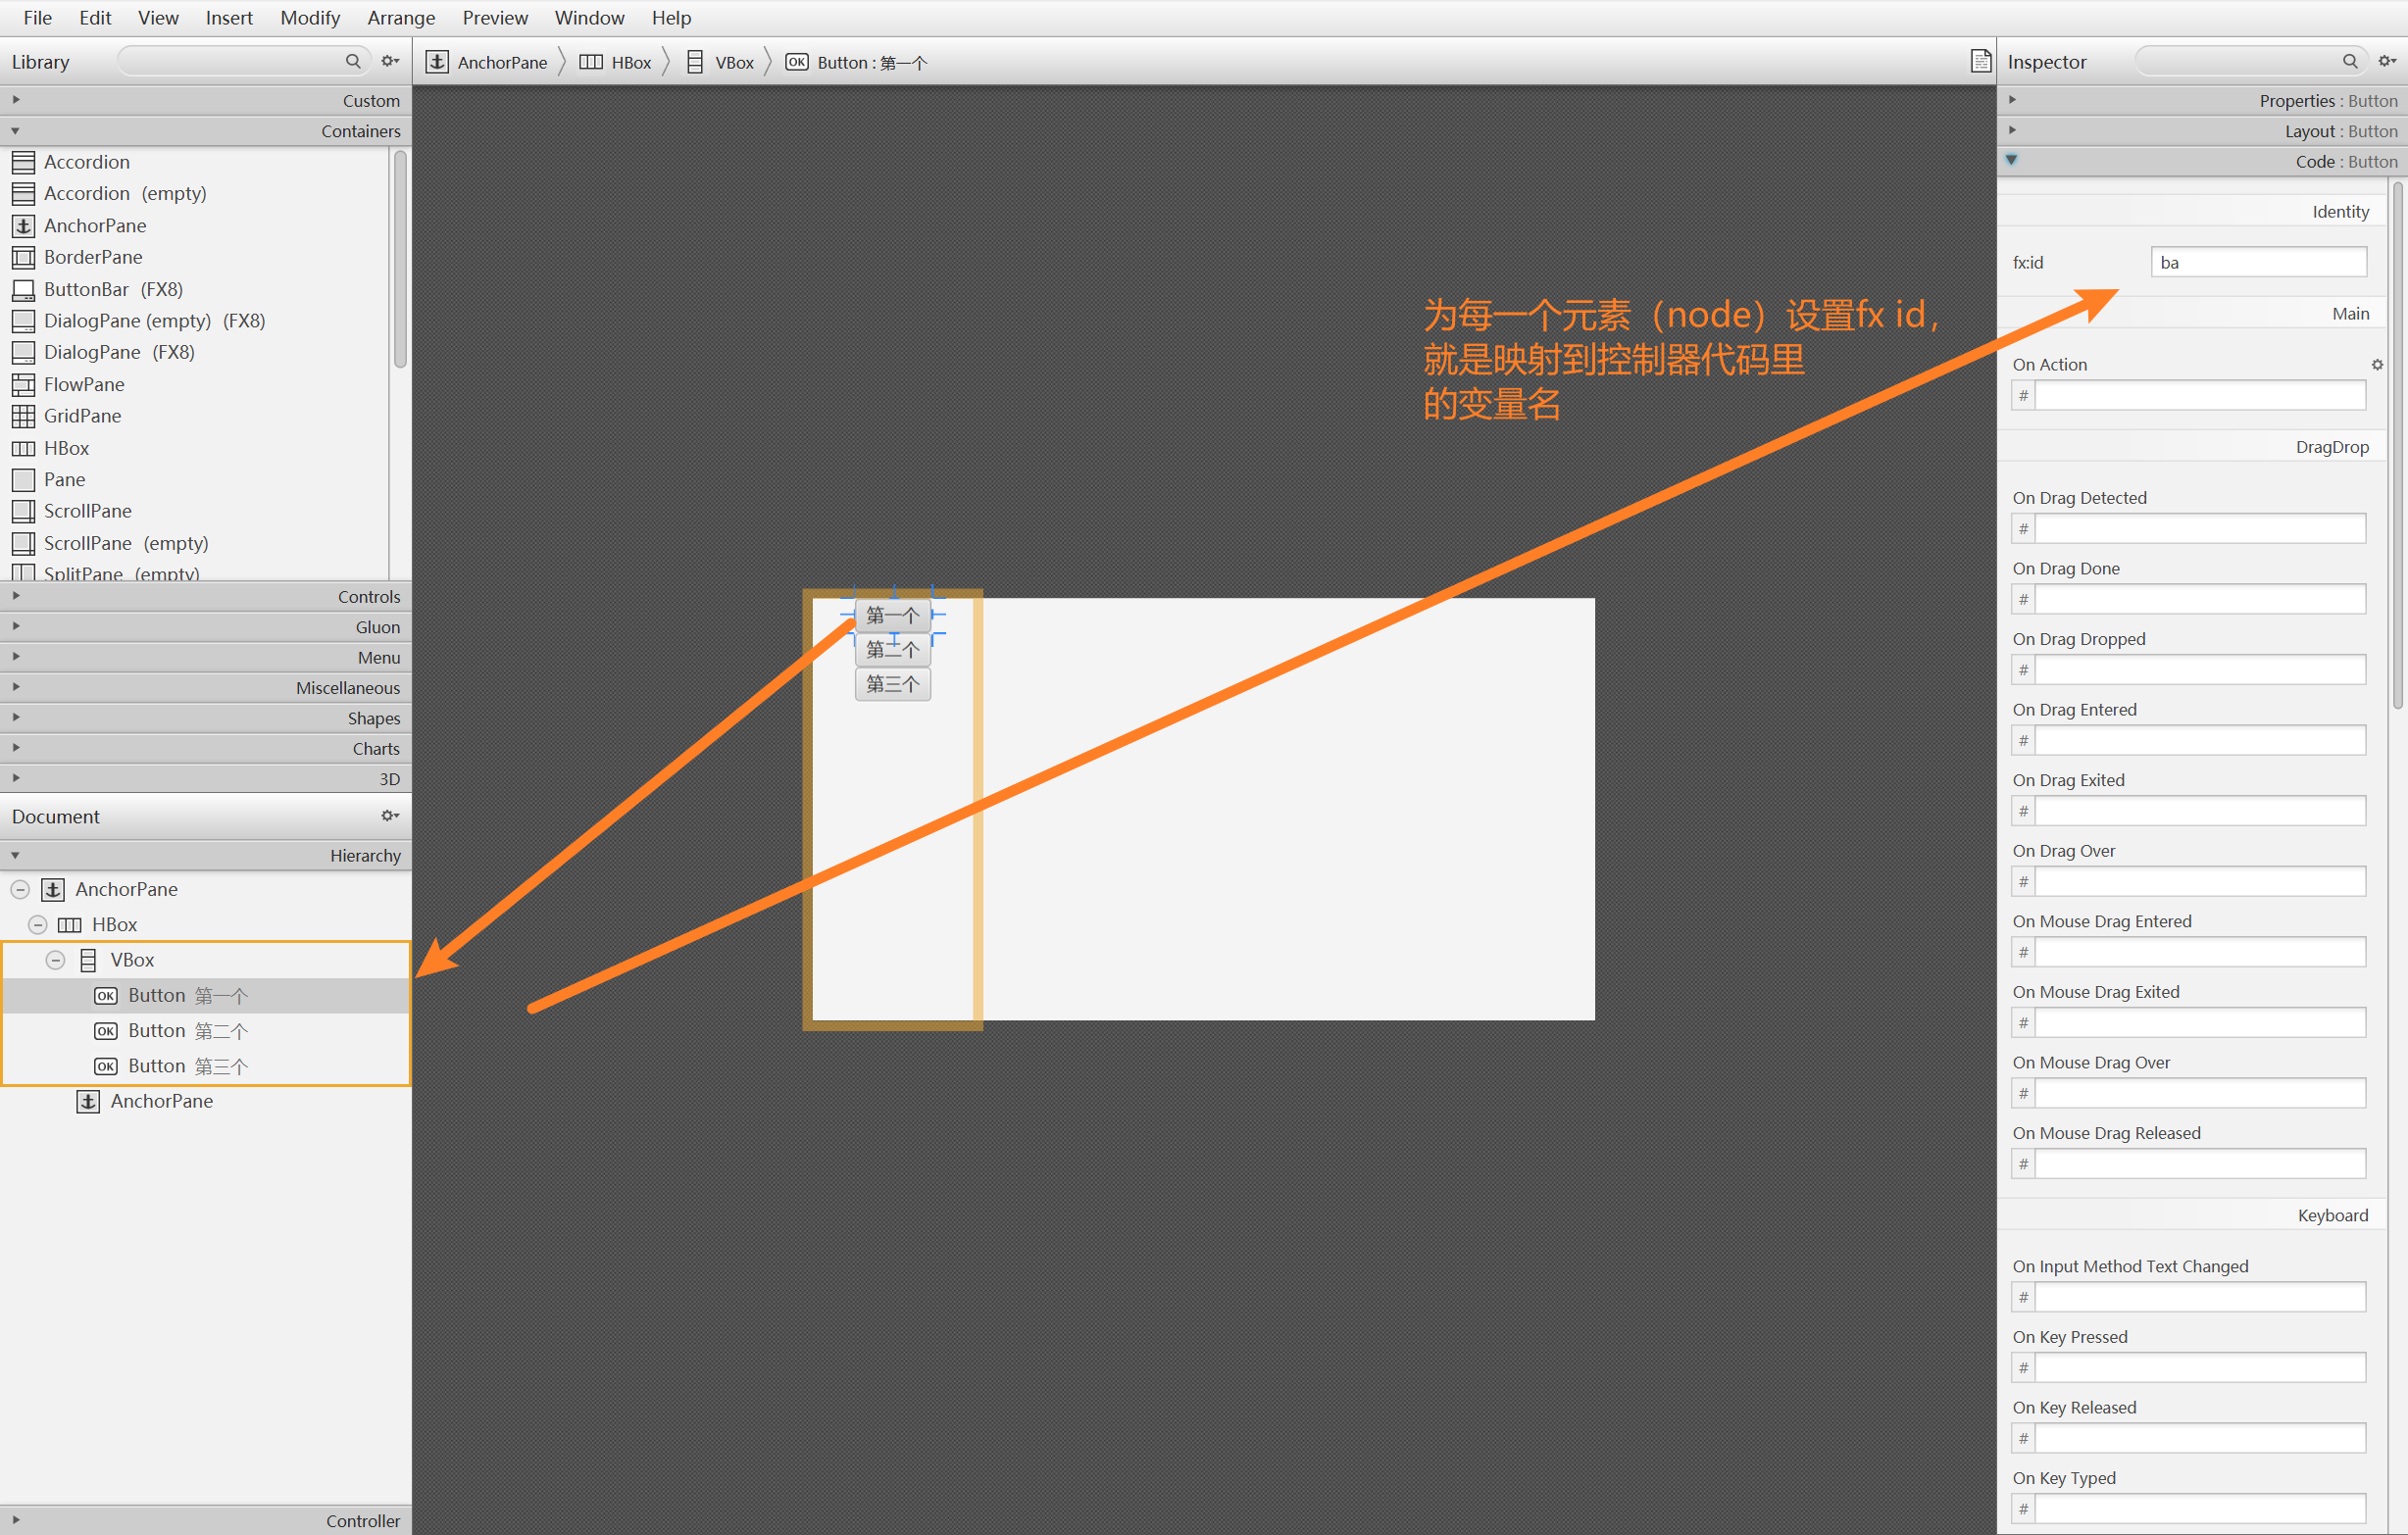 File Edit View Insert Modify Arrange Preview Window Help
Library
AnchorPane HBox VBox OK Button : 第一个
Inspector
Custom
Containers
Accordion
Accordion (empty)
AnchorPane
BorderPane
ButtonBar (FX8)
DialogPane (empty) (FX8)
DialogPane (FX8)
FlowPane
GridPane
HBox
Pane
ScrollPane
ScrollPane (empty)
SplitPane (empty)
Controls
Gluon
Menu
Miscellaneous
Shapes
Charts
3D
Document
Hierarchy
AnchorPane
HBox
VBox
OK Button 第一个
OK Button 第二个
OK Button 第三个
AnchorPane
Controller
为每一个元素（node）设置fx id，
就是映射到控制器代码里
的变量名
第一个
第二个
第三个
Properties : Button
Layout : Button
Code : Button
Identity
fx:id ba
Main
On Action
#
DragDrop
On Drag Detected
#
On Drag Done
#
On Drag Dropped
#
On Drag Entered
#
On Drag Exited
#
On Drag Over
#
On Mouse Drag Entered
#
On Mouse Drag Exited
#
On Mouse Drag Over
#
On Mouse Drag Released
#
Keyboard
On Input Method Text Changed
#
On Key Pressed
#
On Key Released
#
On Key Typed
#